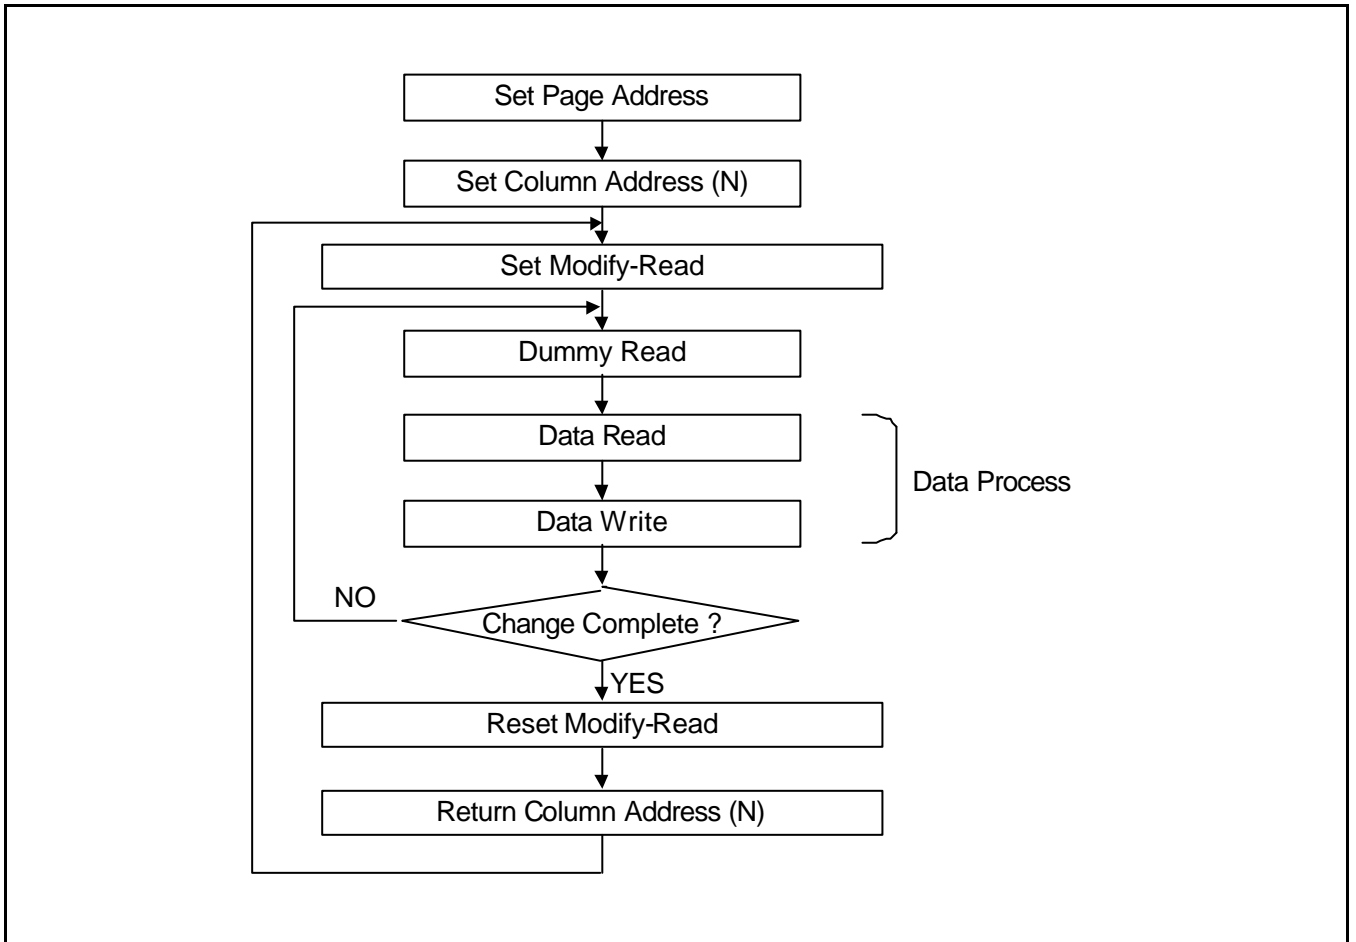 Set Page Address
Set Column Address (N)
Set Modify-Read
Dummy Read
Data Read
Data Process
Data Write
NO
Change Complete ?
YES
Reset Modify-Read
Return Column Address (N)